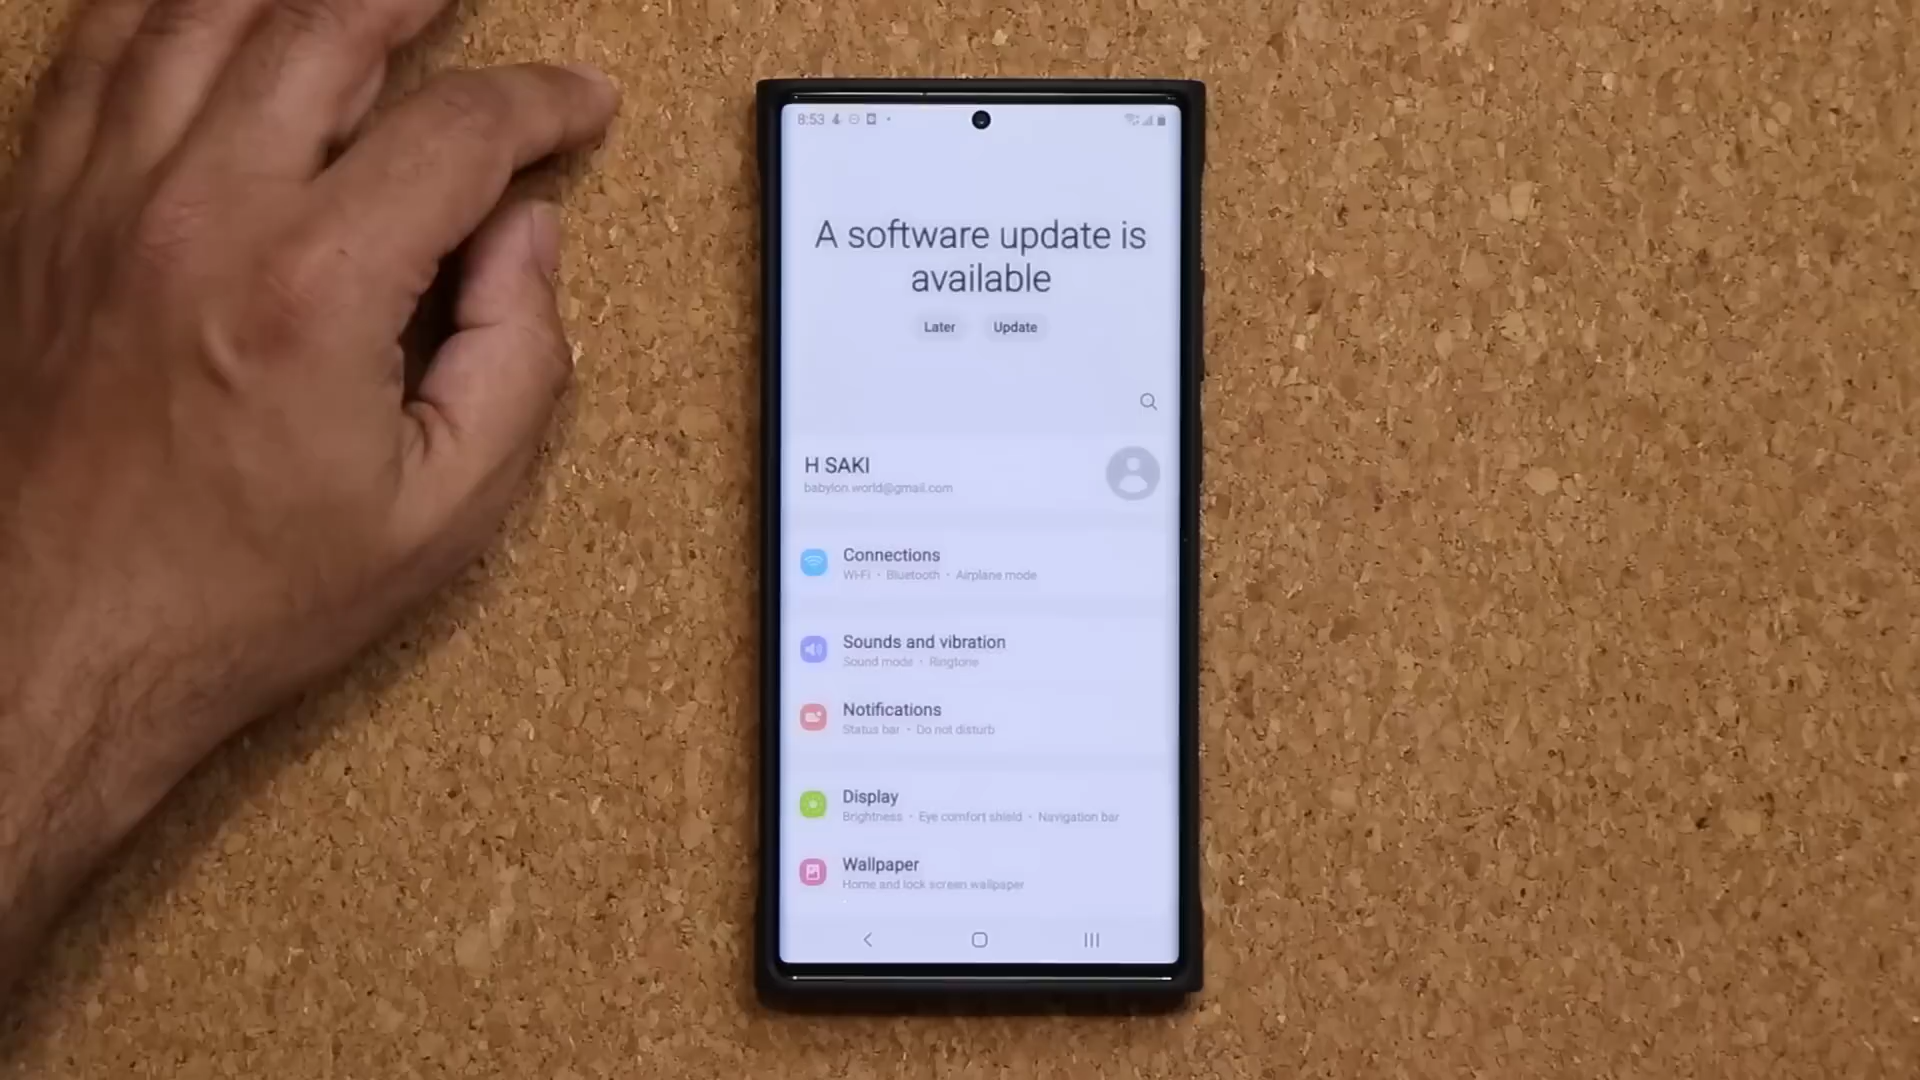 8:53
A software update is
available
Later Update
H SAKI
babylon.world@gmail.com
Connections
Wi-Fi • Bluetooth • Airplane mode
Sounds and vibration
Sound mode • Ringtone
Notifications
Status bar • Do not disturb
Display
Brightness • Eye comfort shield • Navigation bar
Wallpaper
Home and lock screen wallpaper